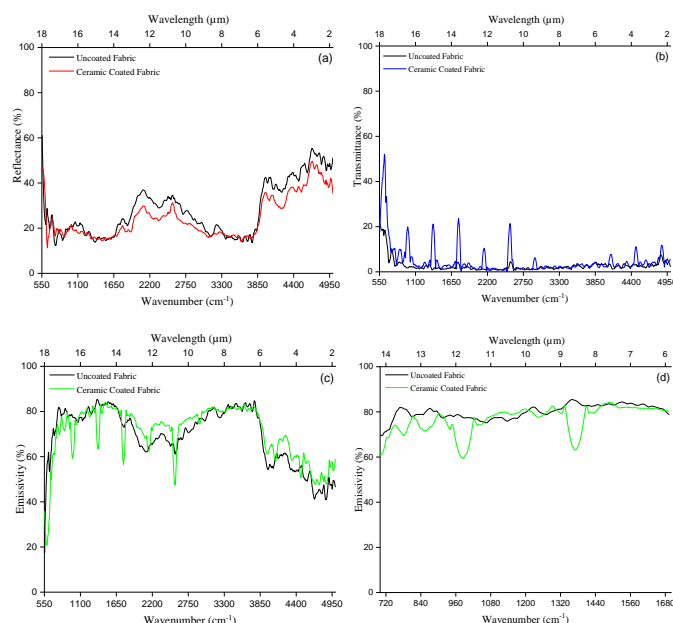 Wavelength (µm)
18 16 14 12 10 8 6 4 2
100
80
60
40
20
0
Reflectance (%)
Uncoated Fabric
Ceramic Coated Fabric
(a)
550 1100 1650 2200 2750 3300 3850 4400 4950
Wavenumber (cm-1)
Wavelength (µm)
18 16 14 12 10 8 6 4 2
100
80
60
40
20
0
Transmittance (%)
Uncoated Fabric
Ceramic Coated Fabric
(b)
550 1100 1650 2200 2750 3300 3850 4400 4950
Wavenumber (cm-1)
Wavelength (µm)
18 16 14 12 10 8 6 4 2
100
80
60
40
20
0
Emissivity (%)
Uncoated Fabric
Ceramic Coated Fabric
(c)
550 1100 1650 2200 2750 3300 3850 4400 4950
Wavenumber (cm-1)
Wavelength (µm)
14 13 12 11 10 9 8 7 6
100
80
60
40
20
0
Emissivity (%)
Uncoated Fabric
Ceramic Coated Fabric
(d)
720 840 960 1080 1200 1320 1440 1560 1680
Wavenumber (cm-1)